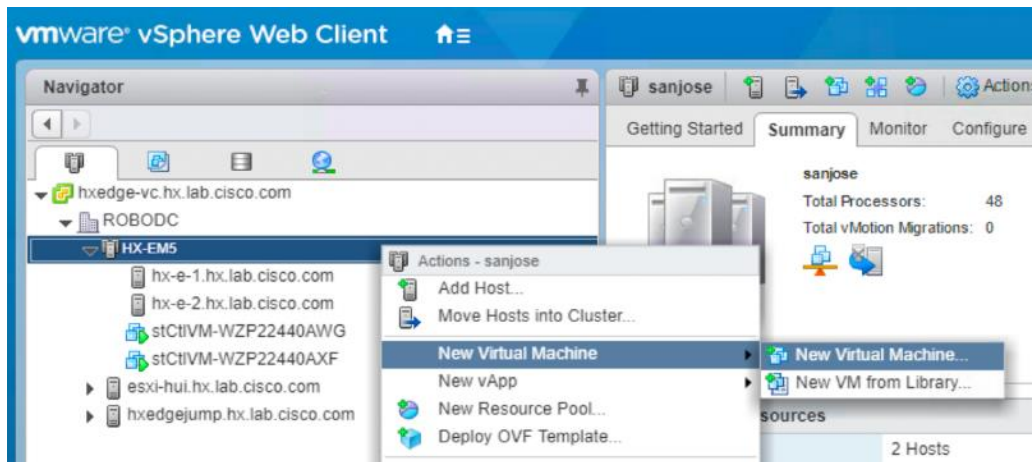 vmware® vSphere Web Client
Navigator
hxedge-vc.hx.lab.cisco.com
ROBODC
HX-EM5
hx-e-1.hx.lab.cisco.com
hx-e-2.hx.lab.cisco.com
stCtlVM-WZP22440AWG
stCtlVM-WZP22440AXF
esxi-hui.hx.lab.cisco.com
hxedgejump.hx.lab.cisco.com
sanjose Actions
Getting Started Summary Monitor Configure
sanjose
Total Processors: 48
Total vMotion Migrations: 0
Actions - sanjose
Add Host...
Move Hosts into Cluster...
New Virtual Machine
New vApp
New Resource Pool...
Deploy OVF Template...
New Virtual Machine...
New VM from Library...
sources
2 Hosts